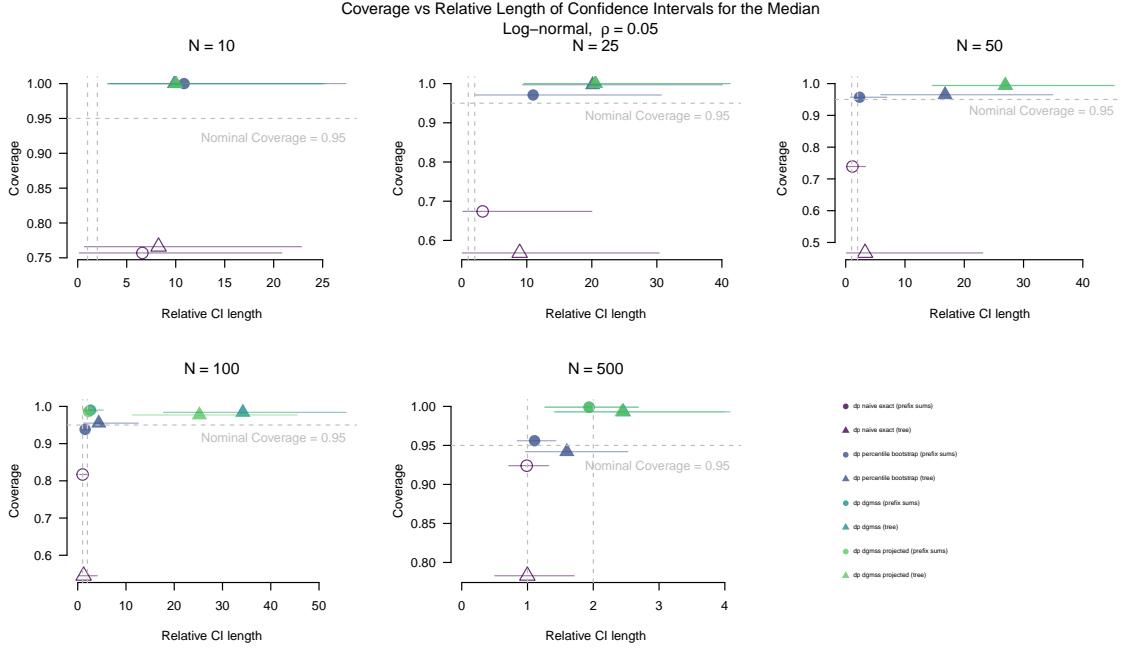 Coverage vs Relative Length of Confidence Intervals for the Median
Log−normal, ρ = 0.05
N = 10
1.00
0.95
0.90
0.85
0.80
0.75
Coverage
Nominal Coverage = 0.95
0 5 10 15 20 25
Relative CI length
N = 25
1.0
0.9
0.8
0.7
0.6
Coverage
Nominal Coverage = 0.95
0 10 20 30 40
Relative CI length
N = 50
1.0
0.9
0.8
0.7
0.6
0.5
Coverage
Nominal Coverage = 0.95
0 10 20 30 40
Relative CI length
N = 100
1.0
0.9
0.8
0.7
0.6
Coverage
Nominal Coverage = 0.95
0 10 20 30 40 50
Relative CI length
N = 500
1.00
0.95
0.90
0.85
0.80
Coverage
Nominal Coverage = 0.95
0 1 2 3 4
Relative CI length
dp naive exact (prefix sums)
dp naive exact (tree)
dp percentile bootstrap (prefix sums)
dp percentile bootstrap (tree)
dp dgmss (prefix sums)
dp dgmss (tree)
dp dgmss projected (prefix sums)
dp dgmss projected (tree)